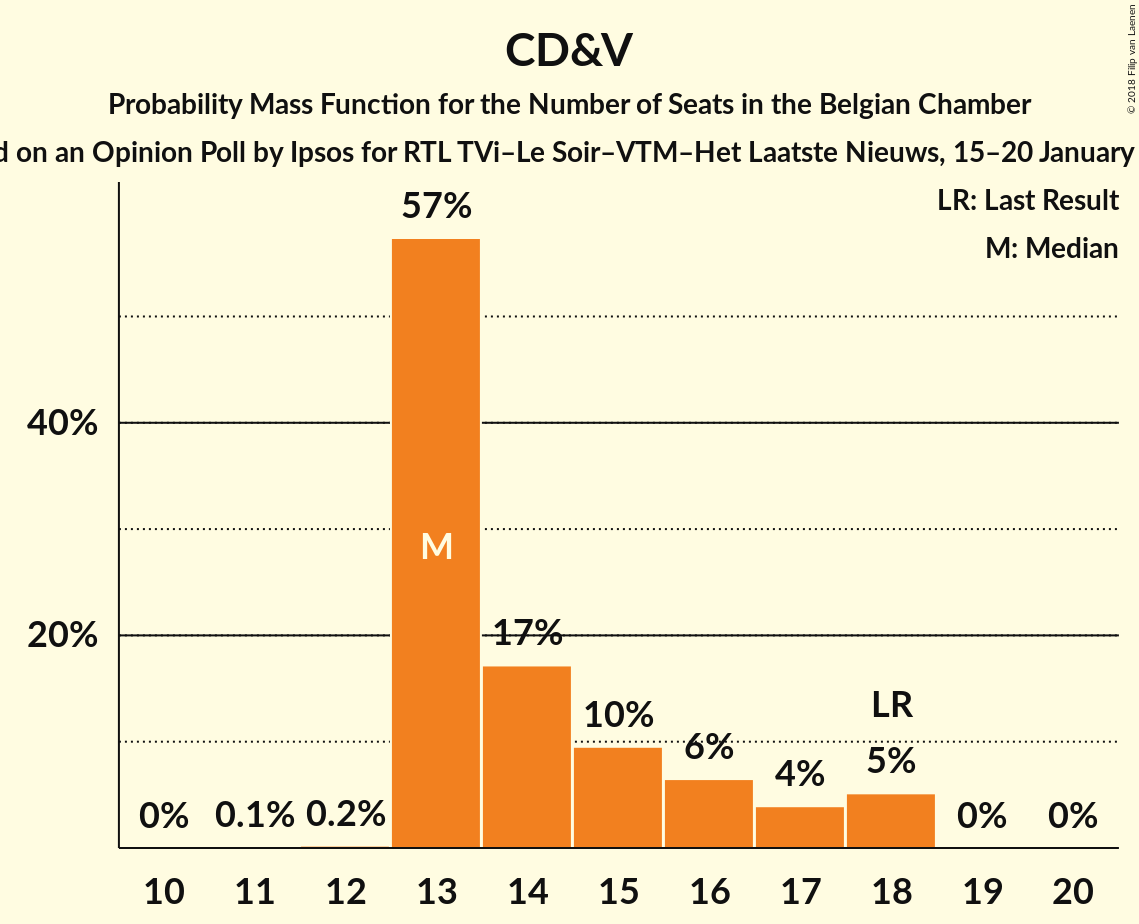 CD&V
Probability Mass Function for the Number of Seats in the Belgian Chamber
on an Opinion Poll by Ipsos for RTL TVi–Le Soir–VTM–Het Laatste Nieuws, 15–20 January
© 2018 Filip van Laenen
LR: Last Result
M: Median
57%
40%
M
20%
17%
10%
6%
4%
LR
5%
0%
0.1%
0.2%
0%
0%
10 11 12 13 14 15 16 17 18 19 20